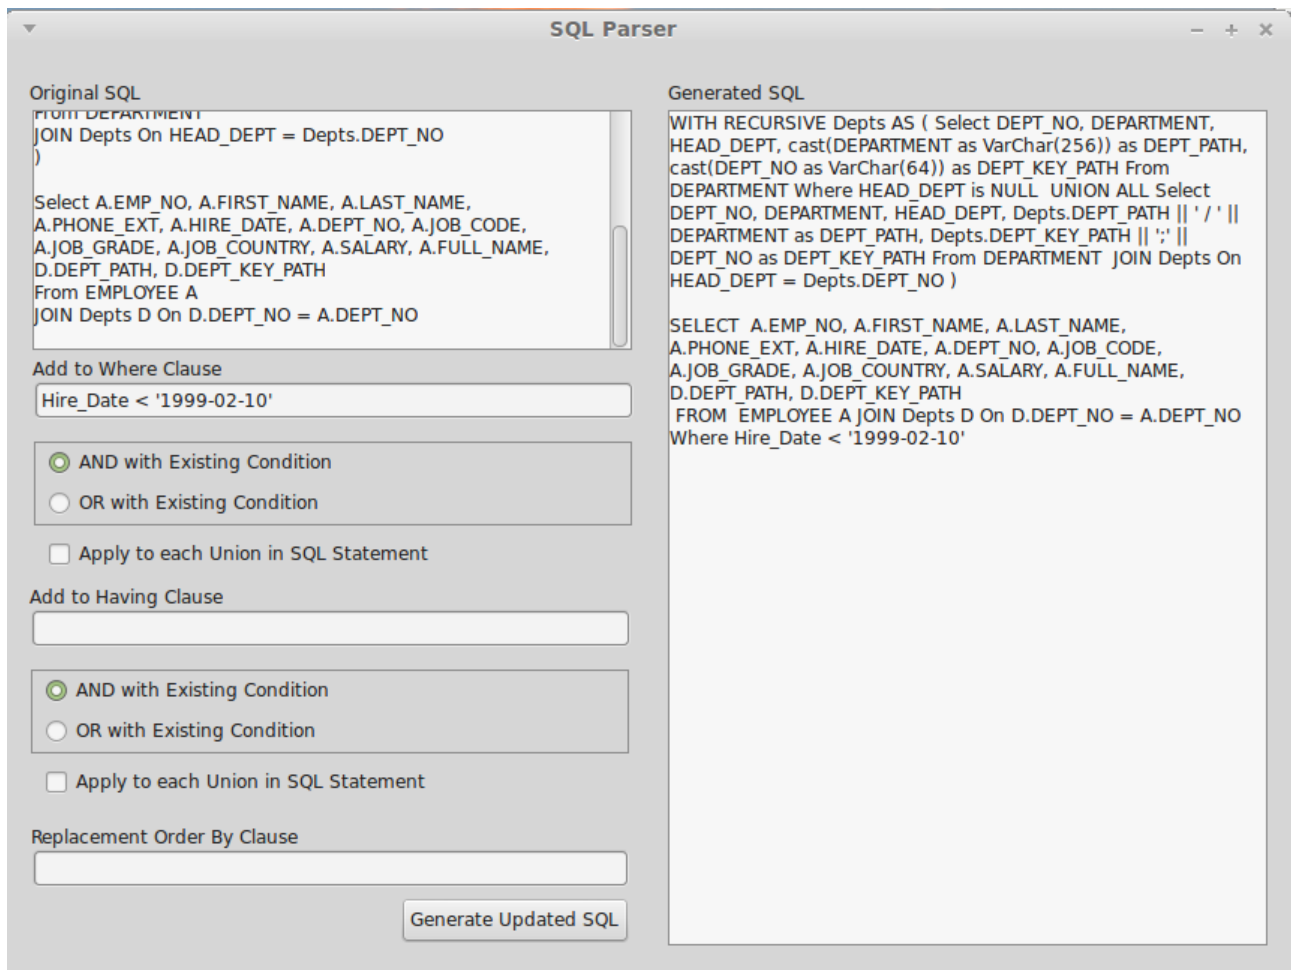 SQL Parser
Original SQL
From DEPARTMENT
JOIN Depts On HEAD_DEPT = Depts.DEPT_NO
)
Select A.EMP_NO, A.FIRST_NAME, A.LAST_NAME,
A.PHONE_EXT, A.HIRE_DATE, A.DEPT_NO, A.JOB_CODE,
A.JOB_GRADE, A.JOB_COUNTRY, A.SALARY, A.FULL_NAME,
D.DEPT_PATH, D.DEPT_KEY_PATH
From EMPLOYEE A
JOIN Depts D On D.DEPT_NO = A.DEPT_NO
Add to Where Clause
Hire_Date < '1999-02-10'
AND with Existing Condition
OR with Existing Condition
Apply to each Union in SQL Statement
Add to Having Clause
AND with Existing Condition
OR with Existing Condition
Apply to each Union in SQL Statement
Replacement Order By Clause
Generate Updated SQL
Generated SQL
WITH RECURSIVE Depts AS ( Select DEPT_NO, DEPARTMENT,
HEAD_DEPT, cast(DEPARTMENT as VarChar(256)) as DEPT_PATH,
cast(DEPT_NO as VarChar(64)) as DEPT_KEY_PATH From
DEPARTMENT Where HEAD_DEPT is NULL  UNION ALL Select
DEPT_NO, DEPARTMENT, HEAD_DEPT, Depts.DEPT_PATH || ' / ' ||
DEPARTMENT as DEPT_PATH, Depts.DEPT_KEY_PATH || ';' ||
DEPT_NO as DEPT_KEY_PATH From DEPARTMENT  JOIN Depts On
HEAD_DEPT = Depts.DEPT_NO )
SELECT  A.EMP_NO, A.FIRST_NAME, A.LAST_NAME,
A.PHONE_EXT, A.HIRE_DATE, A.DEPT_NO, A.JOB_CODE,
A.JOB_GRADE, A.JOB_COUNTRY, A.SALARY, A.FULL_NAME,
D.DEPT_PATH, D.DEPT_KEY_PATH
FROM  EMPLOYEE A JOIN Depts D On D.DEPT_NO = A.DEPT_NO
Where Hire_Date < '1999-02-10'